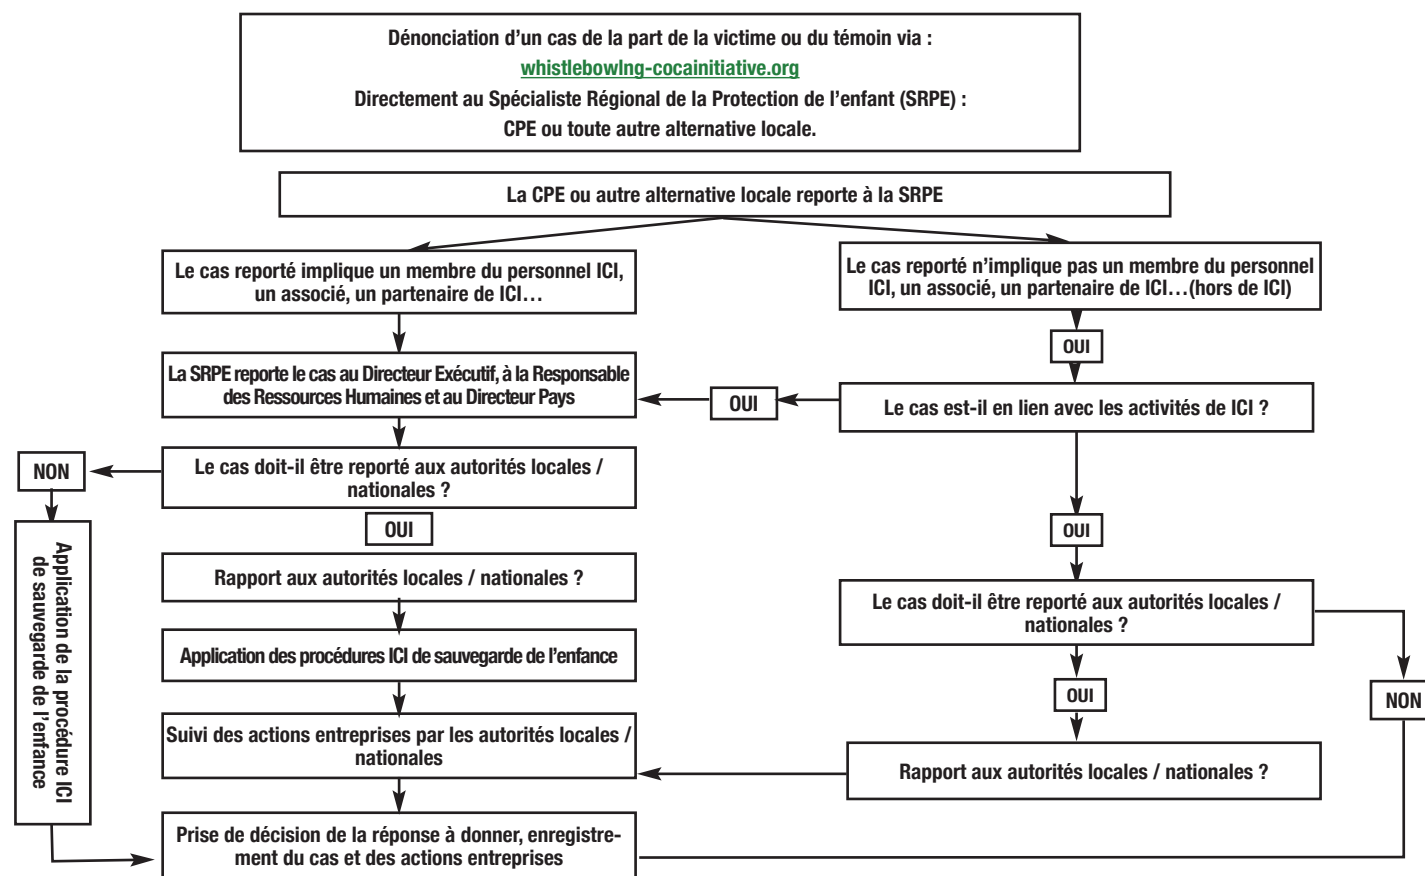 Dénonciation d'un cas de la part de la victime ou du témoin via :
whistlebowlng-cocainitiative.org
Directement au Spécialiste Régional de la Protection de l'enfant (SRPE) :
CPE ou toute autre alternative locale.
La CPE ou autre alternative locale reporte à la SRPE
Le cas reporté implique un membre du personnel ICI,
un associé, un partenaire de ICI…
Le cas reporté n'implique pas un membre du personnel
ICI, un associé, un partenaire de ICI…(hors de ICI)
OUI
La SRPE reporte le cas au Directeur Exécutif, à la Responsable
des Ressources Humaines et au Directeur Pays
OUI
Le cas est-il en lien avec les activités de ICI ?
NON
Le cas doit-il être reporté aux autorités locales /
nationales ?
OUI
OUI
Application de la procédure ICI
de sauvegarde de l'enfance
Rapport aux autorités locales / nationales ?
Le cas doit-il être reporté aux autorités locales /
nationales ?
Application des procédures ICI de sauvegarde de l'enfance
OUI
NON
Suivi des actions entreprises par les autorités locales /
nationales
Rapport aux autorités locales / nationales ?
Prise de décision de la réponse à donner, enregistre-
ment du cas et des actions entreprises